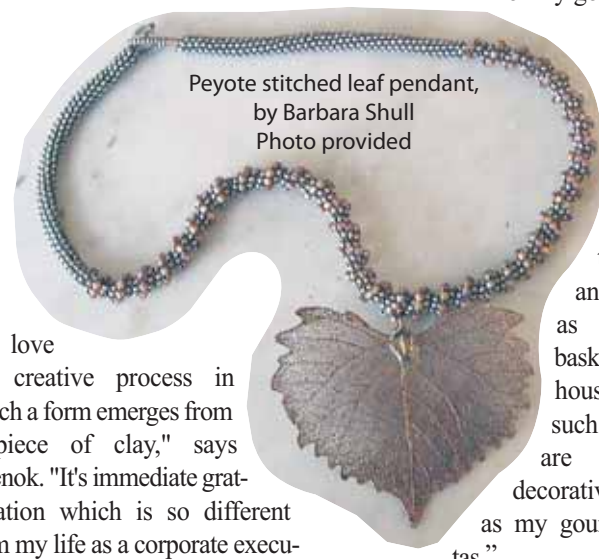 Peyote stitched leaf pendant,
by Barbara Shull
Photo provided
love
creative process in
ch a form emerges from
piece of clay," says
enok. "It's immediate grat-
ation which is so different
m my life as a corporate execu-
an
as
bask
hous
such
are
decorativ
as my gour
tas."